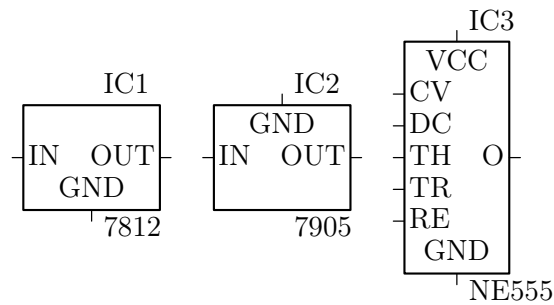 IC1
IN OUT
GND
7812
IC2
GND
IN OUT
7905
IC3
VCC
CV
DC
TH O
TR
RE
GND
NE555